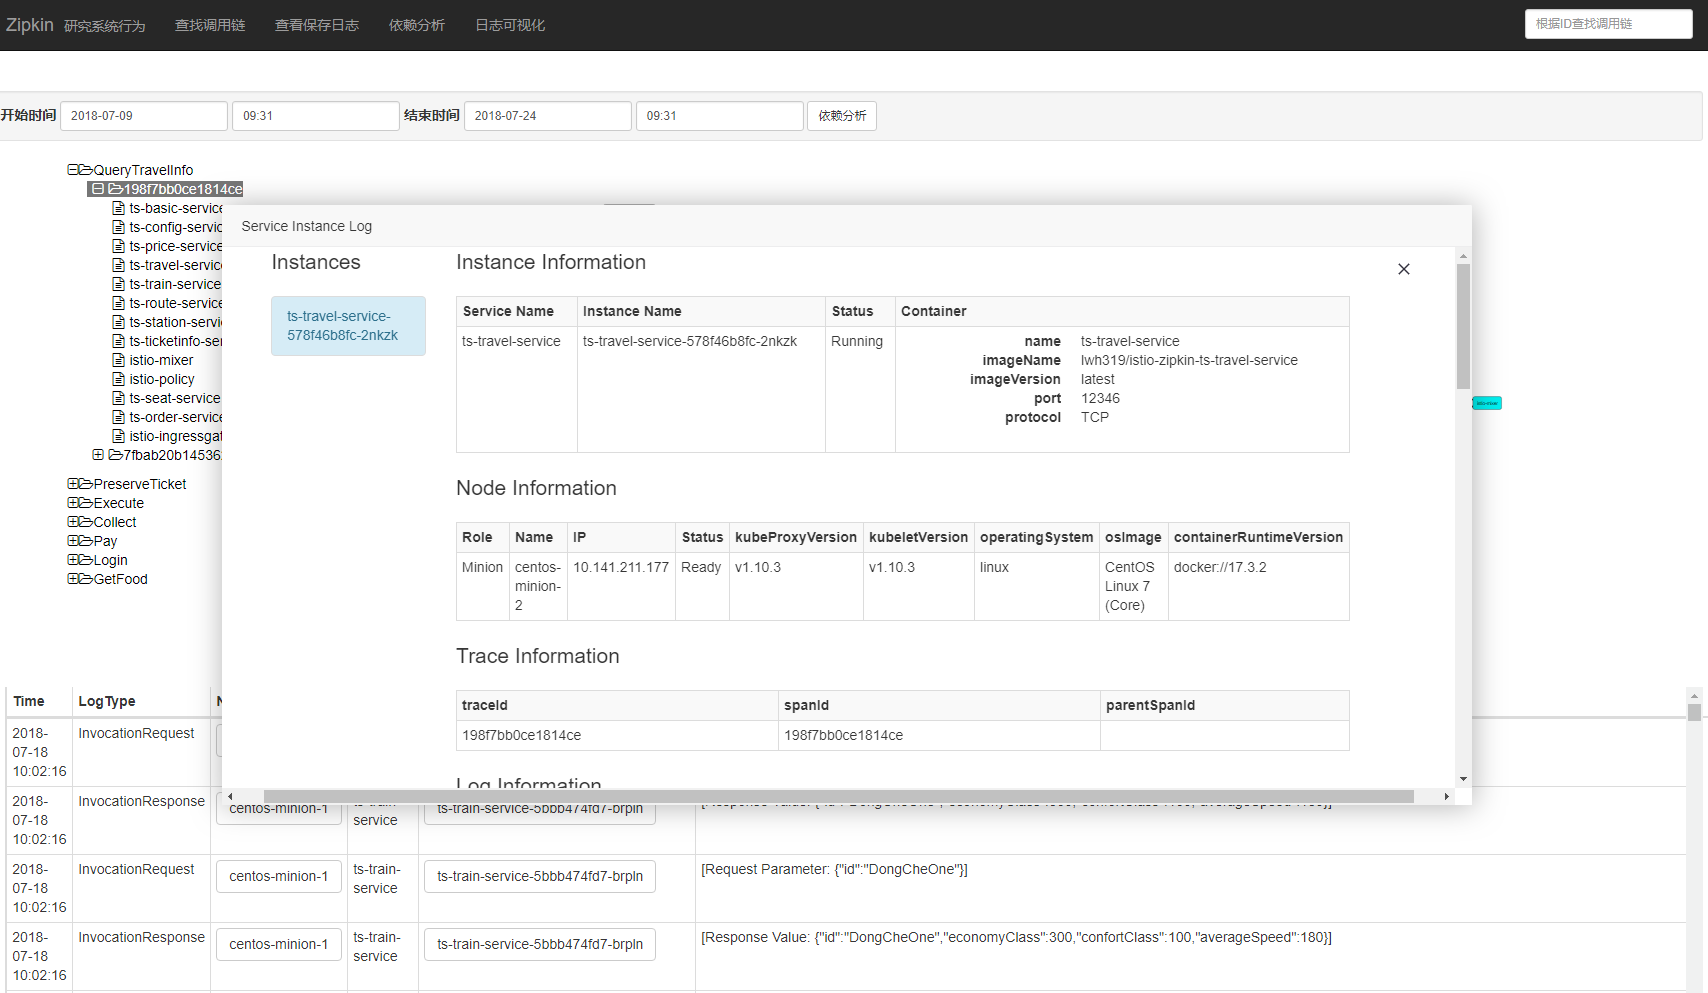 Zipkin 研究系统行为 查找调用链 查看保存日志 依赖分析 日志可视化 根据ID查找调用链
开始时间 2018-07-09 09:31 结束时间 2018-07-24 09:31 依赖分析
QueryTravelInfo
198f7bb0ce1814ce
ts-basic-service
ts-config-servic
ts-price-service
ts-travel-servic
ts-train-service
ts-route-service
ts-station-servi
ts-ticketinfo-ser
istio-mixer
istio-policy
ts-seat-service
ts-order-service
istio-ingressgat
7fbab20b14536
PreserveTicket
Execute
Collect
Pay
Login
GetFood
Service Instance Log
Instances
ts-travel-service-
578f46b8fc-2nkzk
Instance Information
Service Name Instance Name Status Container
ts-travel-service ts-travel-service-578f46b8fc-2nkzk Running name ts-travel-service
imageName lwh319/istio-zipkin-ts-travel-service
imageVersion latest
port 12346
protocol TCP
Node Information
Role Name IP Status kubeProxyVersion kubeletVersion operatingSystem osImage containerRuntimeVersion
Minion centos- 10.141.211.177 Ready v1.10.3 v1.10.3 linux CentOS docker://17.3.2
minion- Linux 7
2 (Core)
Trace Information
traceId spanId parentSpanId
198f7bb0ce1814ce 198f7bb0ce1814ce
Log Information
Time LogType
2018- InvocationRequest
07-18
10:02:16
2018- InvocationResponse centos-minion-1 ts-train- ts-train-service-5bbb474fd7-brpln [Response Value: {"id":"DongCheOne","economyClass":300,"confortClass":100,"averageSpeed":180}]
07-18 service
10:02:16
2018- InvocationRequest centos-minion-1 ts-train- ts-train-service-5bbb474fd7-brpln [Request Parameter: {"id":"DongCheOne"}]
07-18 service
10:02:16
2018- InvocationResponse centos-minion-1 ts-train- ts-train-service-5bbb474fd7-brpln [Response Value: {"id":"DongCheOne","economyClass":300,"confortClass":100,"averageSpeed":180}]
07-18 service
10:02:16